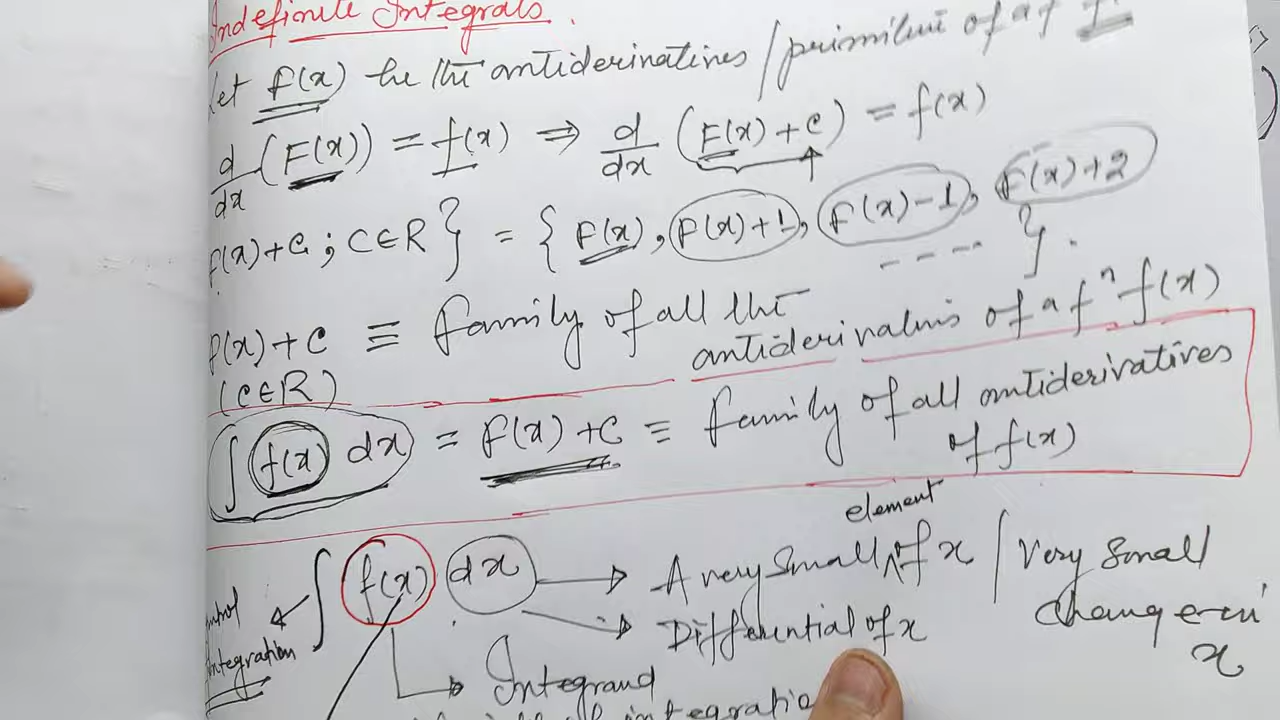 Indefinite Integrals.
Let F(x) be the antiderivatives / primitive of a f
d/dx (F(x)) = f(x) ⇒ d/dx (F(x) + C) = f(x)
F(x) + C ; C ∈ R } = { F(x), F(x)+1, F(x)-1, F(x)+2 ---- }.
F(x) + C ≡ family of all the antiderivatives of a fⁿ f(x)
(C ∈ R)
∫ f(x) dx = F(x) + C ≡ family of all antiderivatives of f(x)
∫ f(x) dx → A very small element of x / Very small change in x
→ Differential of x
Integration
→ Integrand